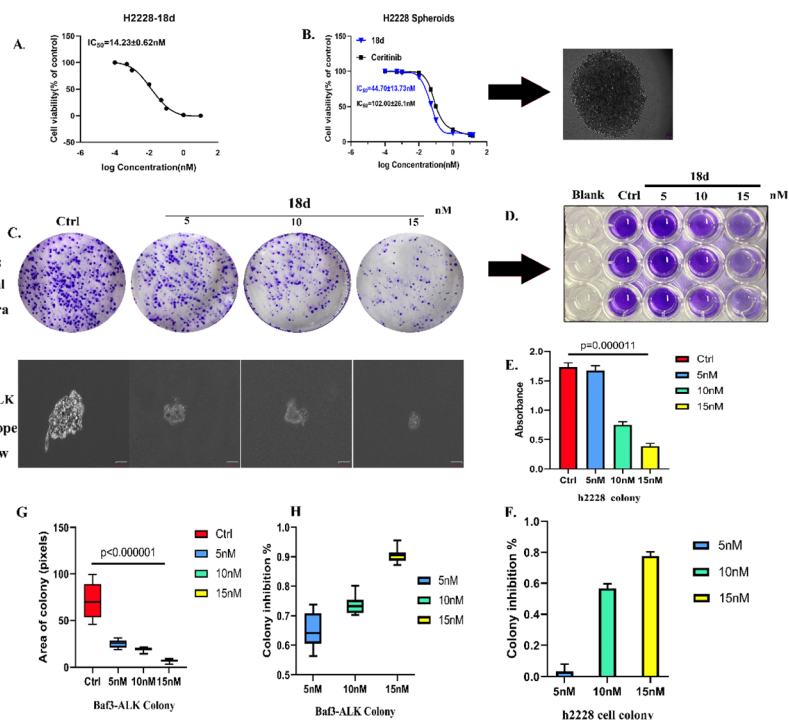 H2228-18d
A.
IC50=14.23±0.62nM
Cell viability(% of control)
150
100
50
0
-50
-6
-4
-2
0
2
log Concentration(nM)
H2228 Spheroids
B.
18d
Ceritinib
IC50=44.70±13.73nM
IC50=102.00±26.1nM
Cell viability(% of control)
150
100
50
0
-6
-4
-2
0
2
log Concentration(nM)
C.
Ctrl
18d
5
10
15
nM
ra
LK
ope
w
D.
18d
Blank
Ctrl
5
10
15
nM
E.
p=0.000011
Absorbance
2.0
1.5
1.0
0.5
0.0
Ctrl
5nM
10nM
15nM
h2228 colony
Ctrl
5nM
10nM
15nM
G
p<0.000001
Area of colony (pixels)
150
100
50
0
Ctrl
5nM
10nM
15nM
Baf3-ALK Colony
Ctrl
5nM
10nM
15nM
H
Colony inhibition %
1.0
0.9
0.8
0.7
0.6
0.5
5nM
10nM
15nM
Baf3-ALK Colony
5nM
10nM
15nM
F.
Colony inhibition %
1.0
0.8
0.6
0.4
0.2
0.0
5nM
10nM
15nM
h2228 cell colony
5nM
10nM
15nM